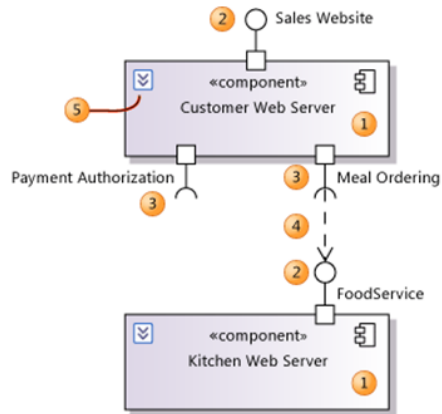 2 Sales Website
«component»
5
Customer Web Server
1
Payment Authorization
3
3 Meal Ordering
4
2
FoodService
«component»
Kitchen Web Server
1